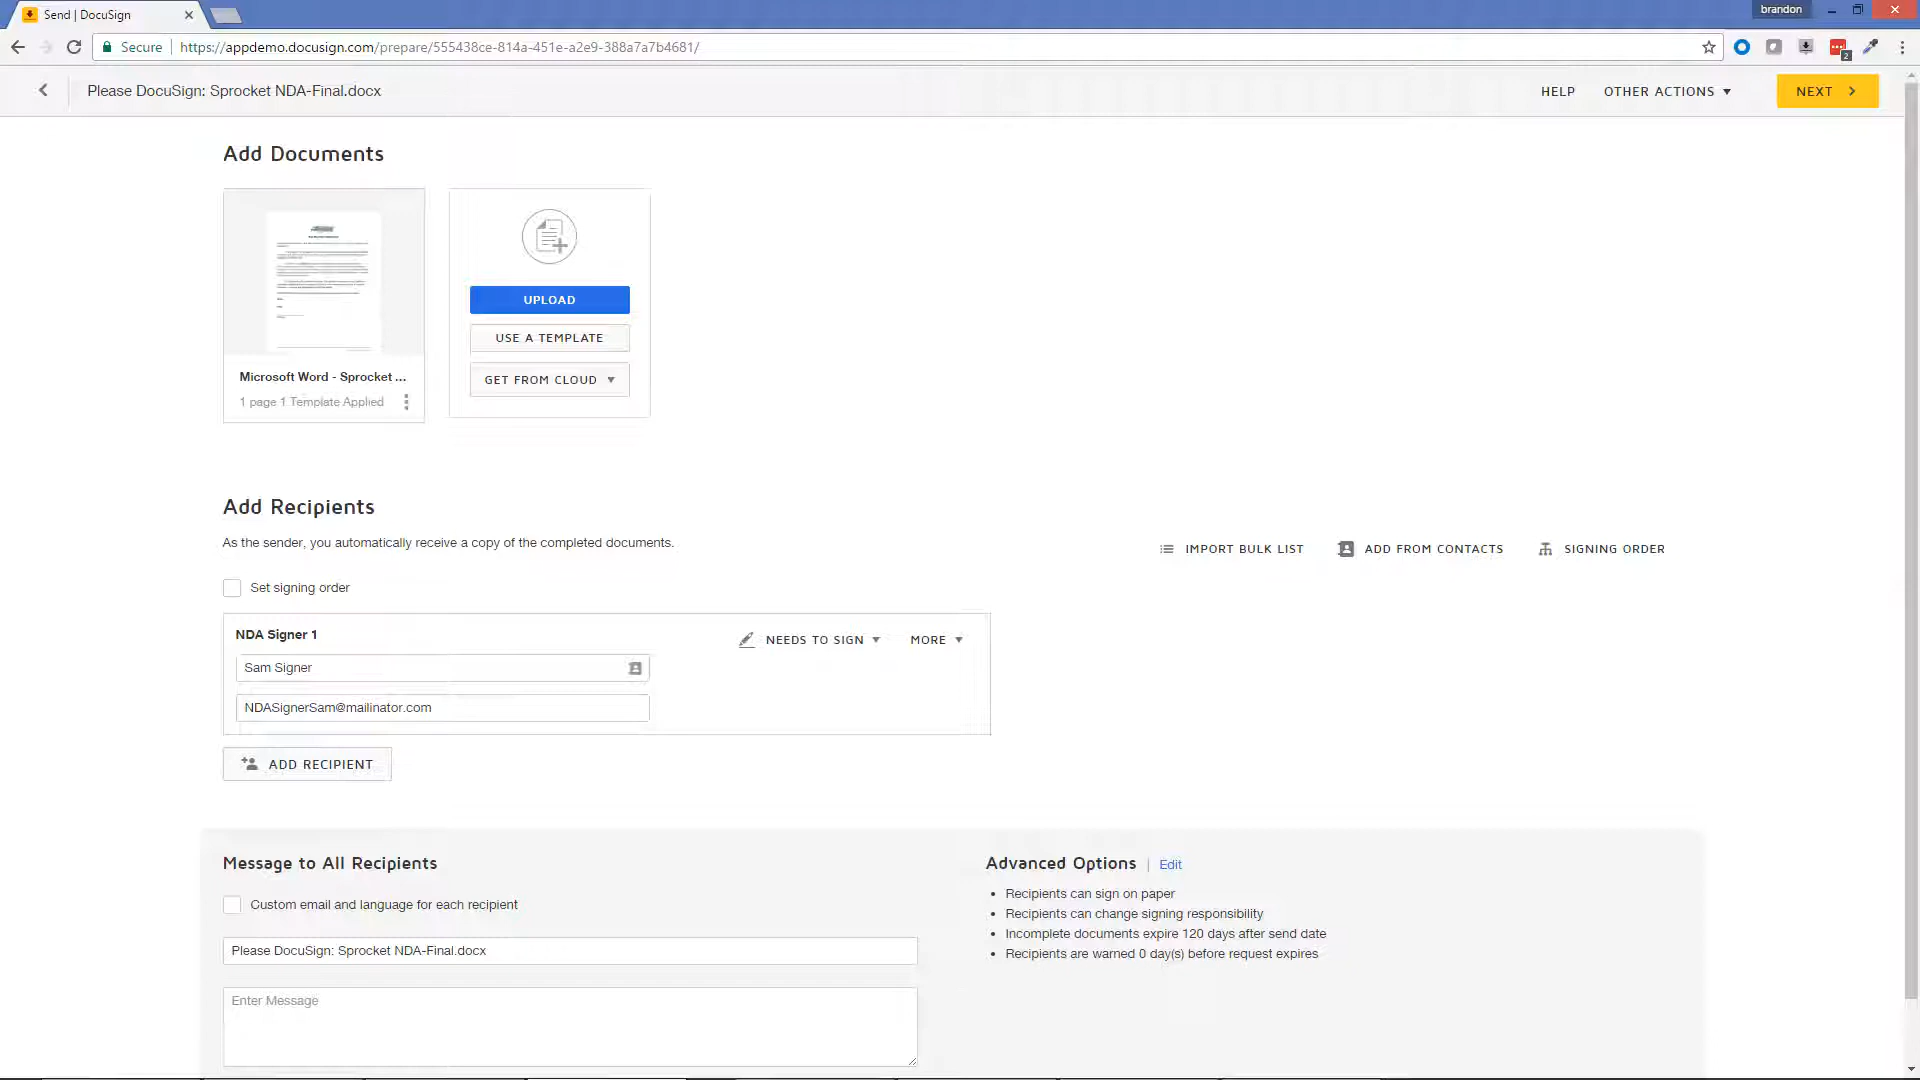 Send | DocuSign
brandon
Secure
https://appdemo.docusign.com/prepare/555438ce-814a-451e-a2e9-388a7a7b4681/
2
Please DocuSign: Sprocket NDA-Final.docx
HELP
OTHER ACTIONS
NEXT
Add Documents
UPLOAD
USE A TEMPLATE
GET FROM CLOUD
Microsoft Word - Sprocket ...
1 page 1 Template Applied
Add Recipients
As the sender, you automatically receive a copy of the completed documents.
IMPORT BULK LIST
ADD FROM CONTACTS
SIGNING ORDER
Set signing order
NDA Signer 1
NEEDS TO SIGN
MORE
Sam Signer
NDASignerSam@mailinator.com
ADD RECIPIENT
Message to All Recipients
Custom email and language for each recipient
Please DocuSign: Sprocket NDA-Final.docx
Enter Message
Advanced Options | Edit
• Recipients can sign on paper
• Recipients can change signing responsibility
• Incomplete documents expire 120 days after send date
• Recipients are warned 0 day(s) before request expires